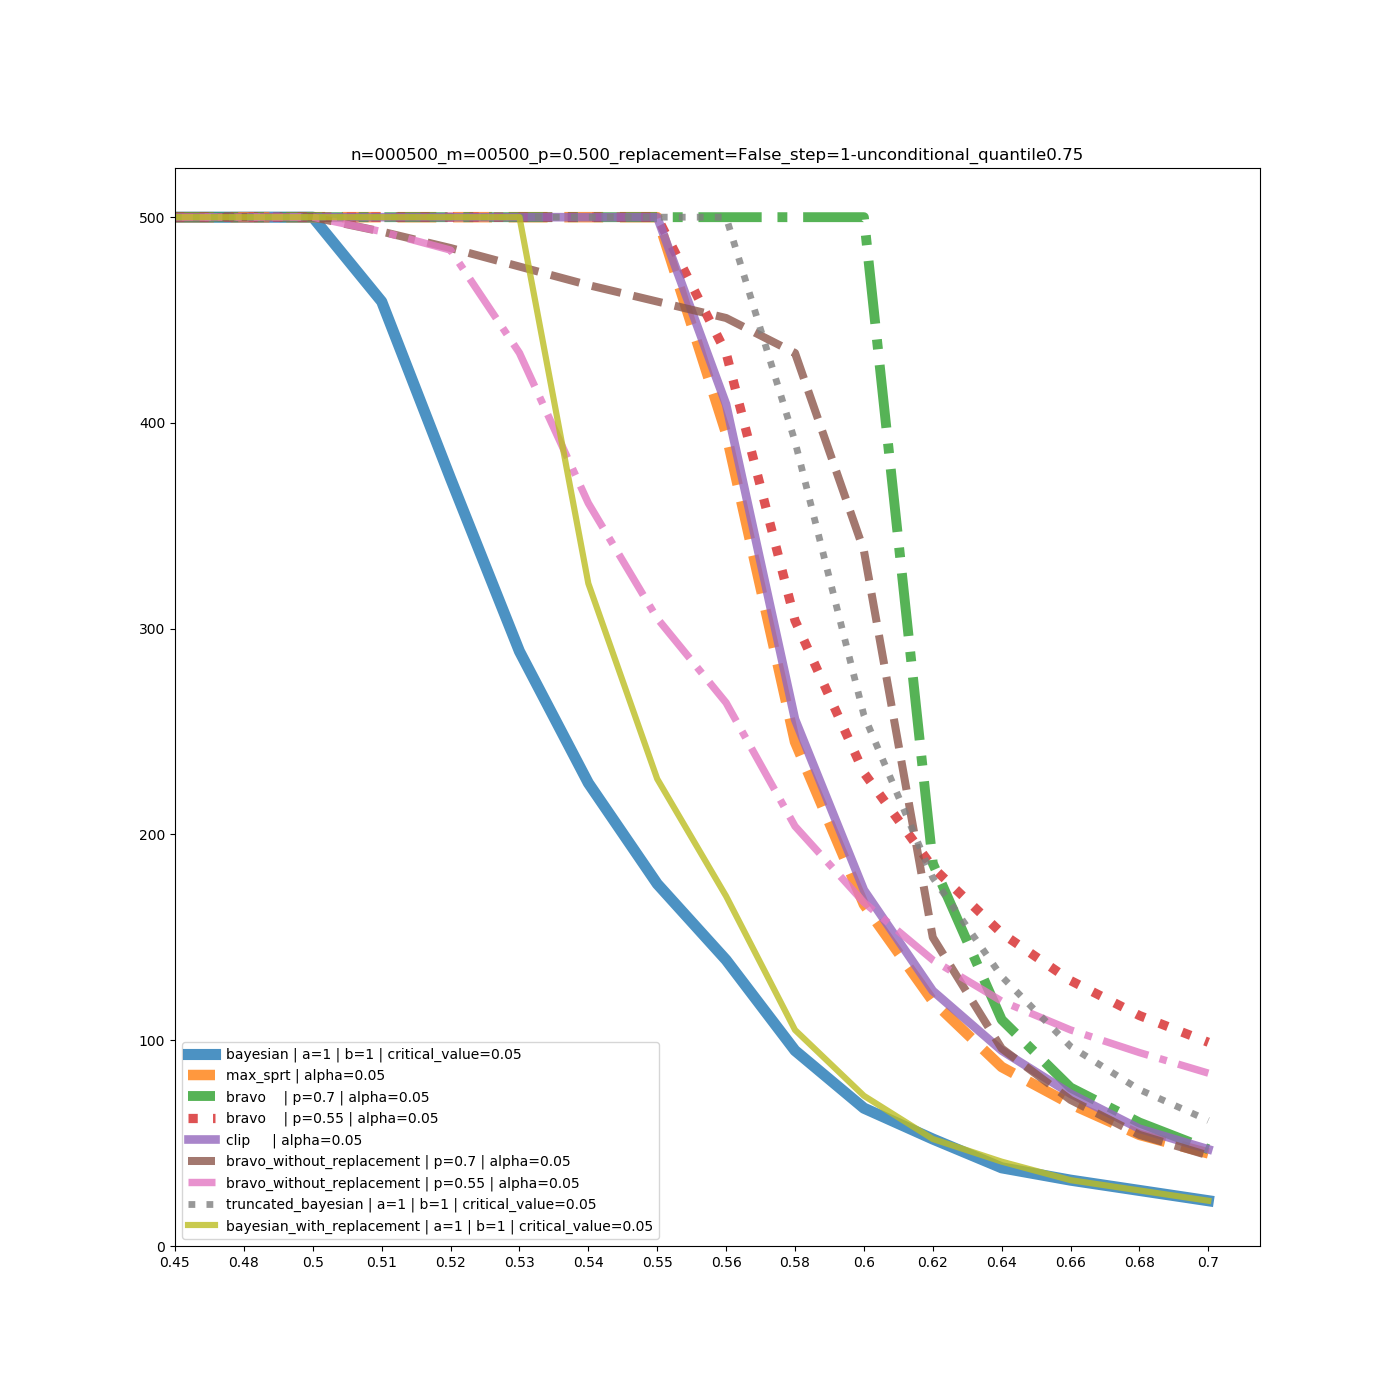 n=000500_m=00500_p=0.500_replacement=False_step=1-unconditional_quantile0.75
500
400
300
200
100
0
bayesian | a=1 | b=1 | critical_value=0.05
max_sprt | alpha=0.05
bravo    | p=0.7 | alpha=0.05
bravo    | p=0.55 | alpha=0.05
clip     | alpha=0.05
bravo_without_replacement | p=0.7 | alpha=0.05
bravo_without_replacement | p=0.55 | alpha=0.05
truncated_bayesian | a=1 | b=1 | critical_value=0.05
bayesian_with_replacement | a=1 | b=1 | critical_value=0.05
0.45 0.48 0.5 0.51 0.52 0.53 0.54 0.55 0.56 0.58 0.6 0.62 0.64 0.66 0.68 0.7